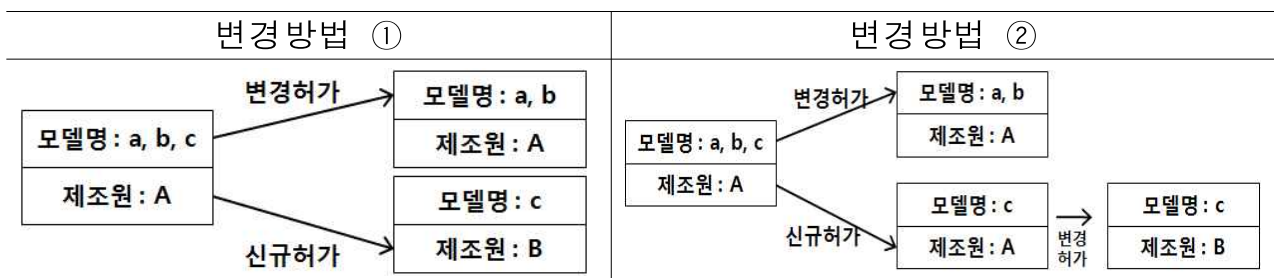 변경방법 ①
변경방법 ②
모델명 : a, b, c
제조원 : A
변경허가
신규허가
모델명 : a, b
제조원 : A
모델명 : c
제조원 : B
모델명 : a, b, c
제조원 : A
변경허가
신규허가
모델명 : a, b
제조원 : A
모델명 : c
제조원 : A
변경
허가
모델명 : c
제조원 : B